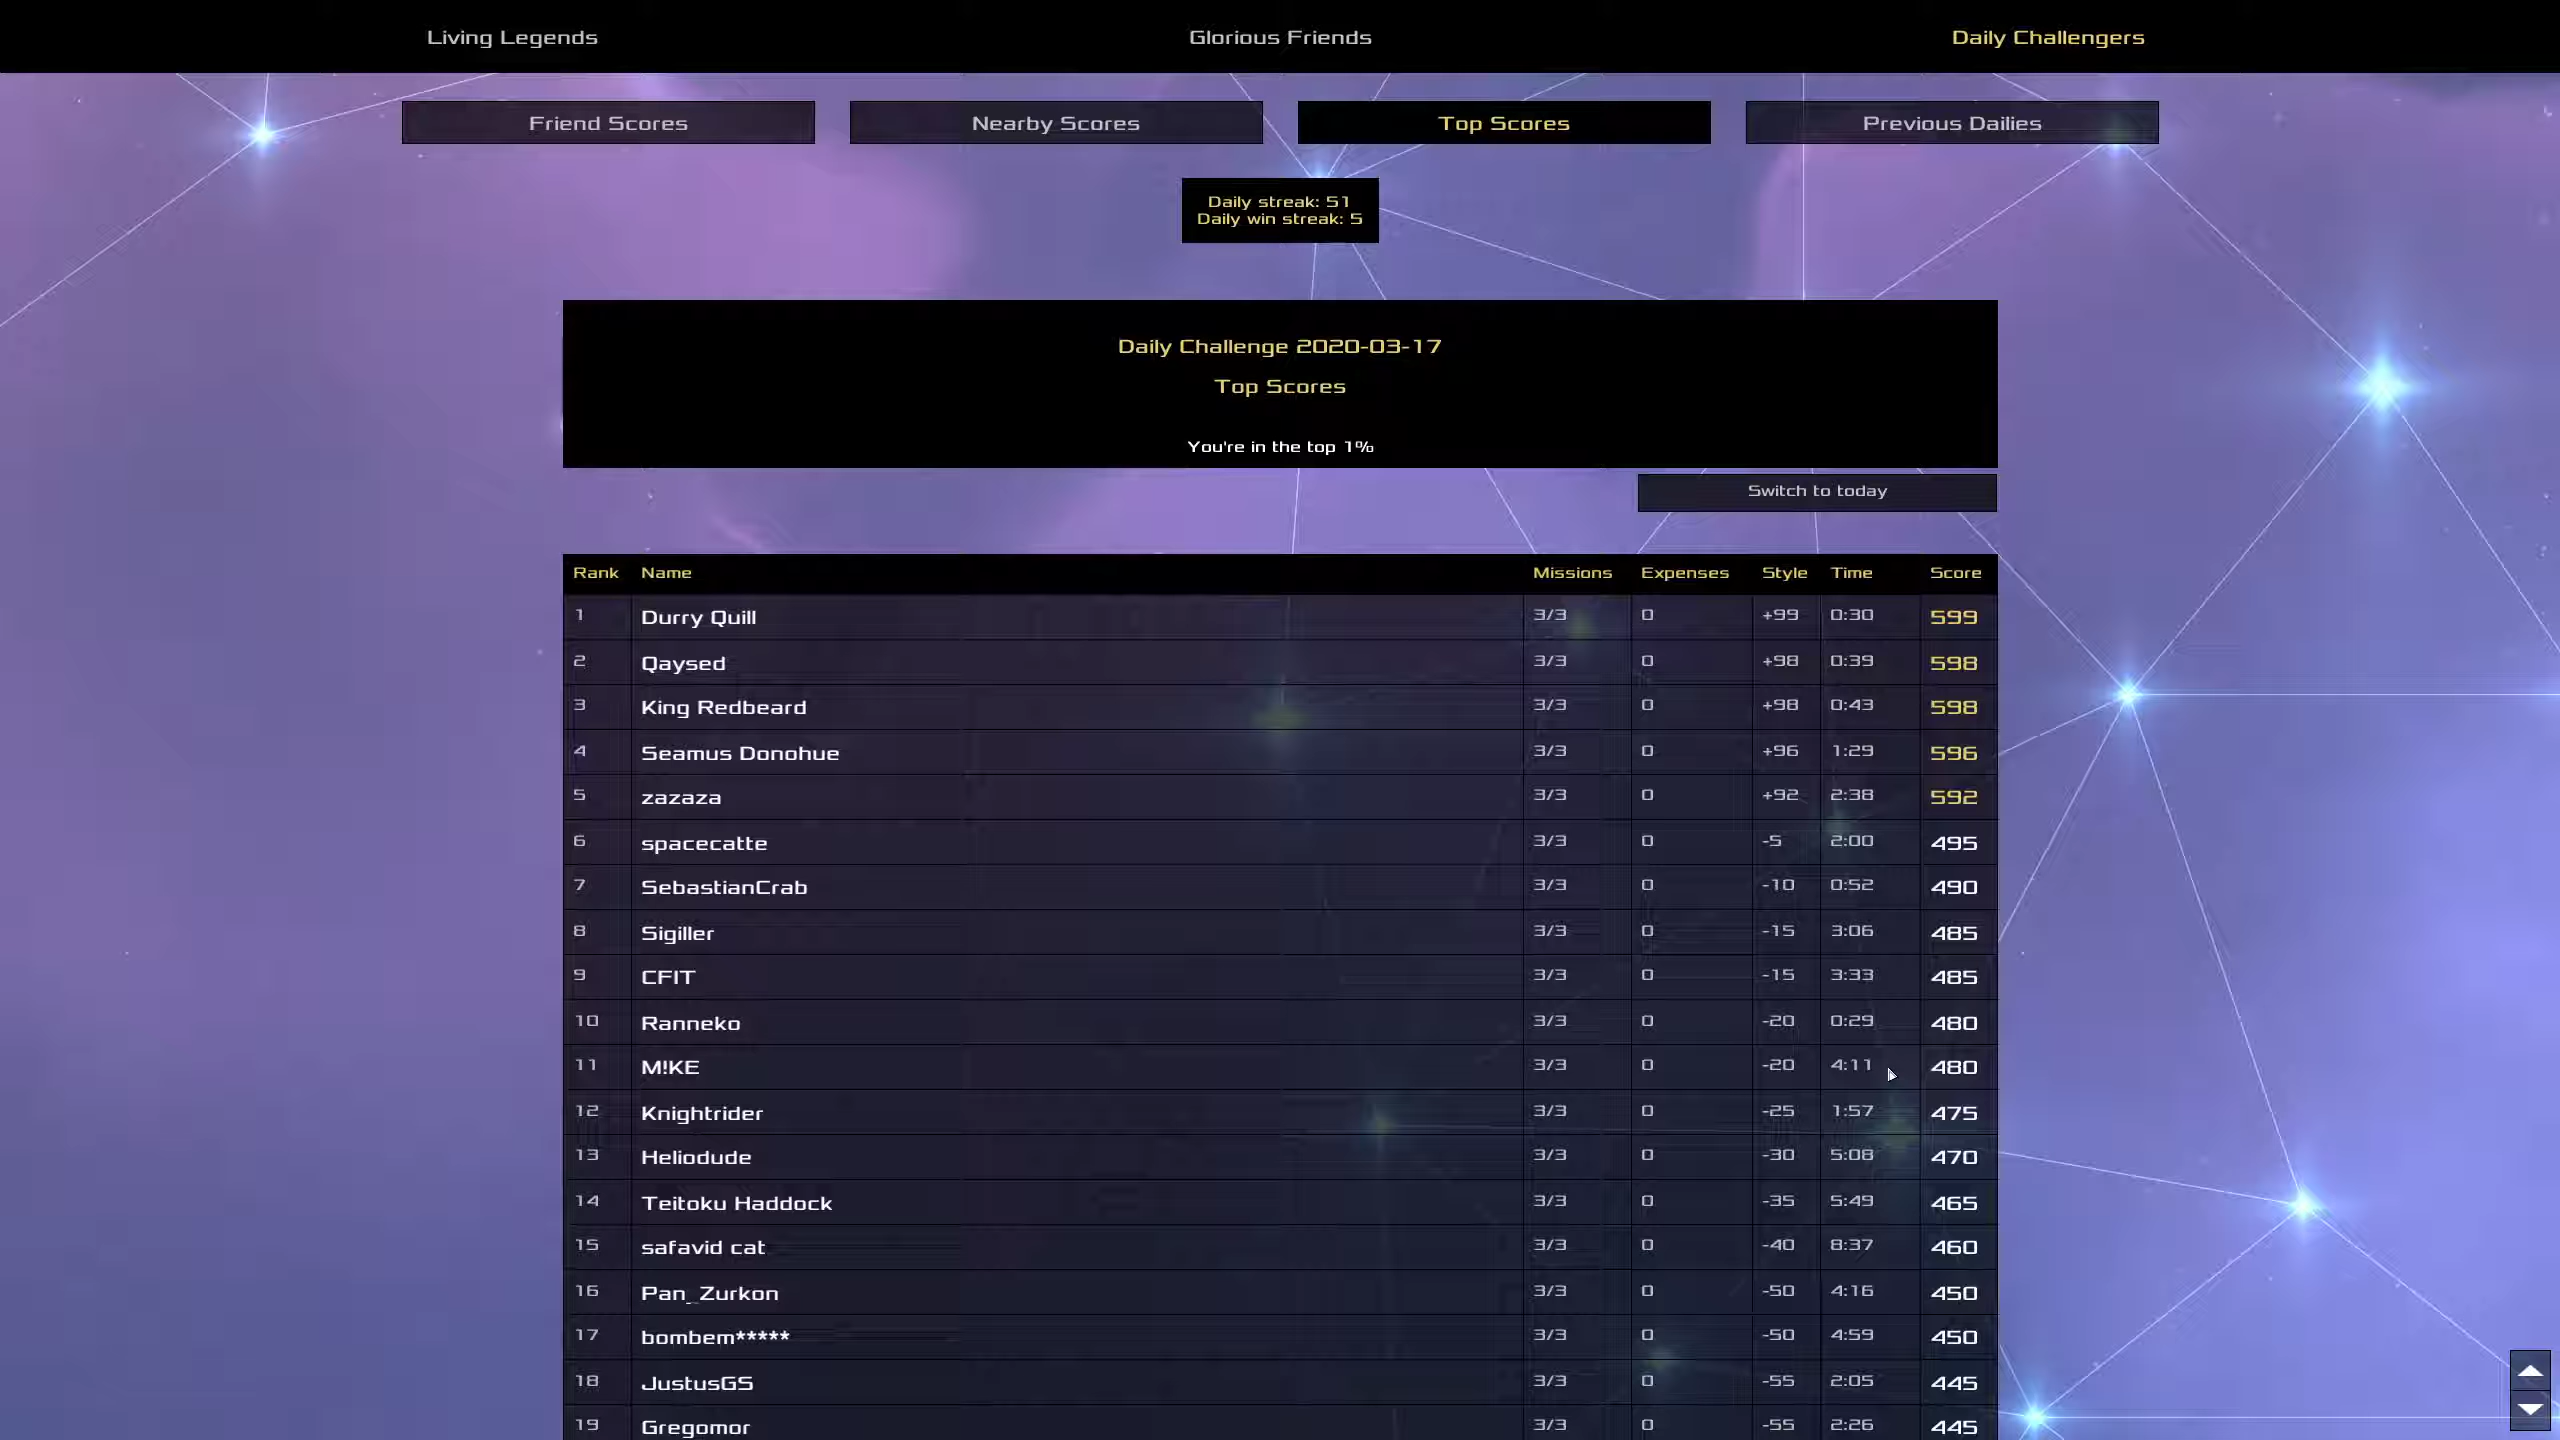 Living Legends Glorious Friends Daily Challengers
Friend Scores Nearby Scores Top Scores Previous Dailies
Daily streak: 51
Daily win streak: 5
Daily Challenge 2020-03-17
Top Scores
You're in the top 1%
Switch to today
Rank Name Missions Expenses Style Time Score
1 Durry Quill 3/3 0 +99 0:30 599
2 Qaysed 3/3 0 +98 0:39 598
3 King Redbeard 3/3 0 +98 0:43 598
4 Seamus Donohue 3/3 0 +96 1:29 596
5 zazaza 3/3 0 +92 2:38 592
6 spacecatte 3/3 0 -5 2:00 495
7 SebastianCrab 3/3 0 -10 0:52 490
8 Sigiller 3/3 0 -15 3:06 485
9 CFIT 3/3 0 -15 3:33 485
10 Ranneko 3/3 0 -20 0:29 480
11 M!KE 3/3 0 -20 4:11 480
12 Knightrider 3/3 0 -25 1:57 475
13 Heliodude 3/3 0 -30 5:08 470
14 Teitoku Haddock 3/3 0 -35 5:49 465
15 safavid cat 3/3 0 -40 8:37 460
16 Pan_Zurkon 3/3 0 -50 4:16 450
17 bombem***** 3/3 0 -50 4:59 450
18 JustusGS 3/3 0 -55 2:05 445
19 Gregomor 3/3 0 -55 2:26 445